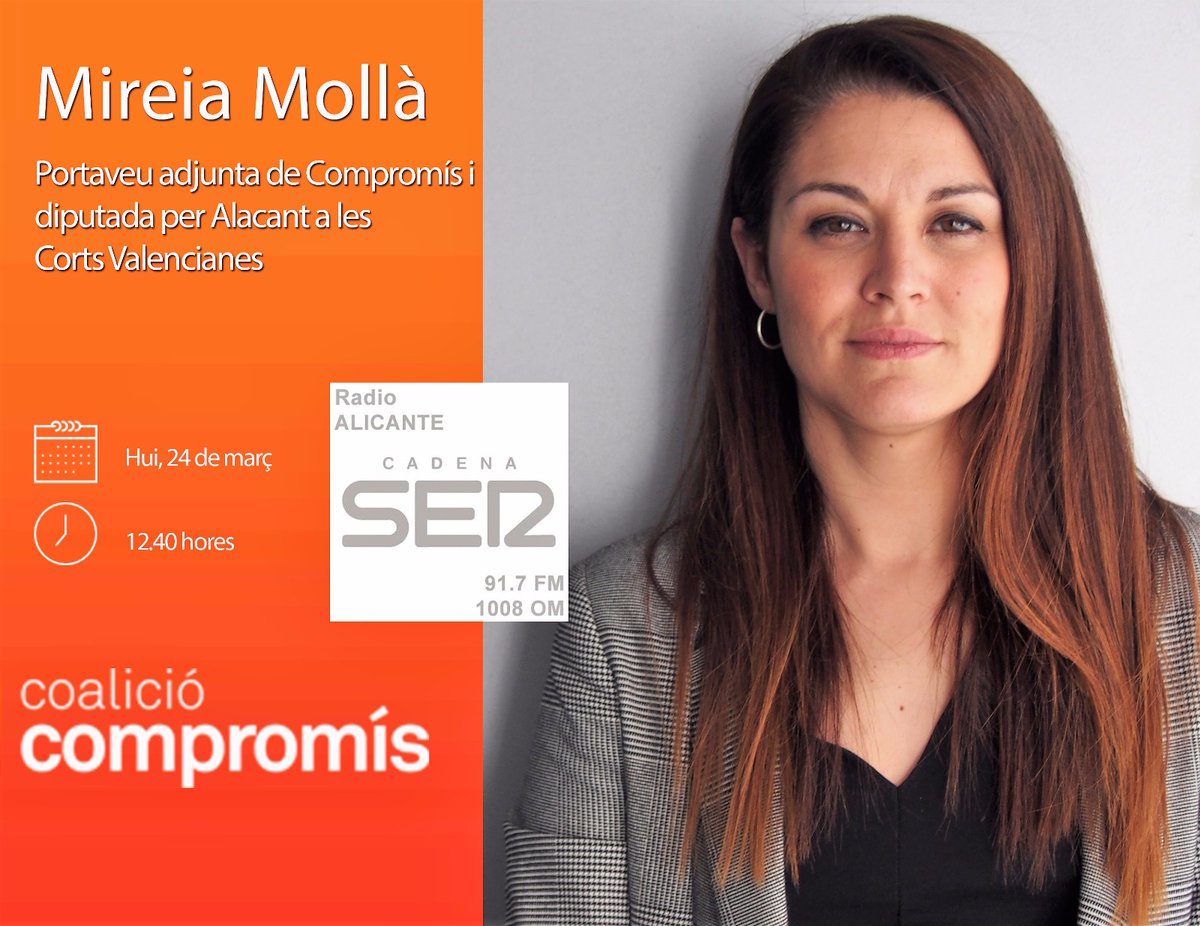 Mireia Mollà
Portaveu adjunta de Compromís i
diputada per Alacant a les
Corts Valencianes
Hui, 24 de març
12.40 hores
Radio
ALICANTE
CADENA
SER
91.7 FM
1008 OM
coalició
compromís